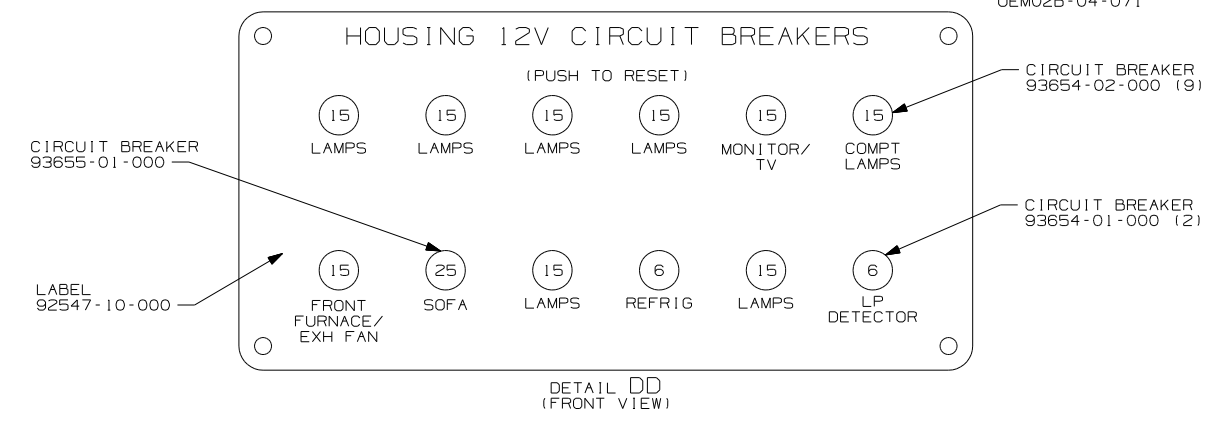 OEM02B-04-071
HOUSING 12V CIRCUIT BREAKERS
(PUSH TO RESET)
CIRCUIT BREAKER
93654-02-000 (9)
15 15 15 15 15 15
LAMPS LAMPS LAMPS LAMPS MONITOR/ COMPT
TV LAMPS
CIRCUIT BREAKER
93655-01-000
CIRCUIT BREAKER
93654-01-000 (2)
15 25 15 6 15 6
LABEL
92547-10-000
FRONT SOFA LAMPS REFRIG LAMPS LP
FURNACE/ DETECTOR
EXH FAN
DETAIL DD
(FRONT VIEW)